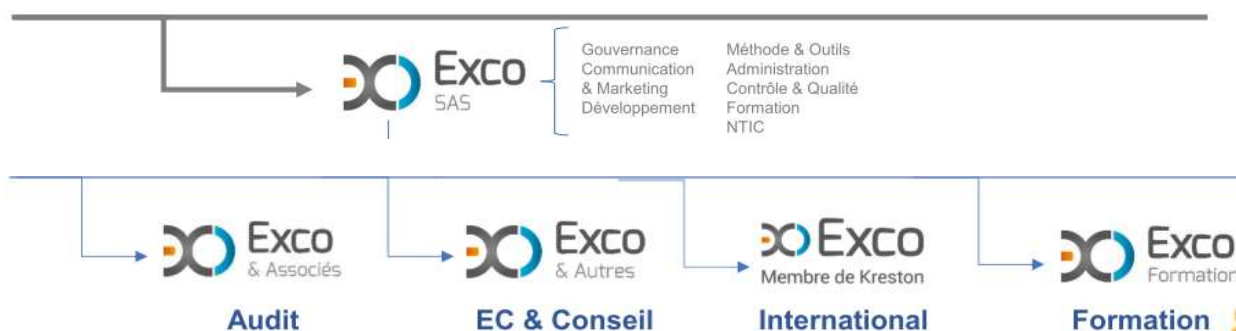 Exco
SAS
Gouvernance
Communication
& Marketing
Développement
Méthode & Outils
Administration
Contrôle & Qualité
Formation
NTIC
Exco
& Associés
Audit
Exco
& Autres
EC & Conseil
Exco
Membre de Kreston
International
Exco
Formation
Formation